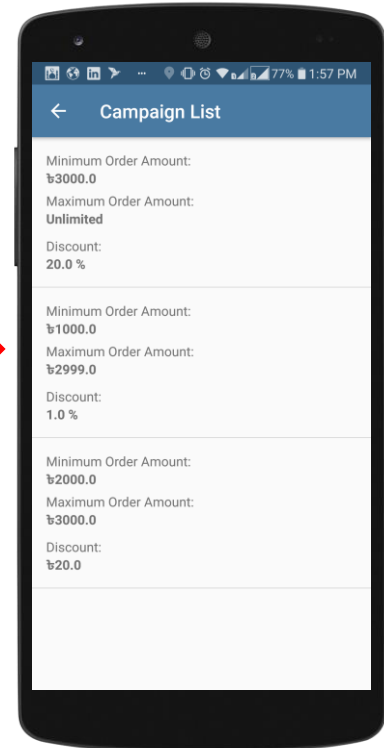 77% 1:57 PM
Campaign List
Minimum Order Amount:
৳3000.0
Maximum Order Amount:
Unlimited
Discount:
20.0 %
Minimum Order Amount:
৳1000.0
Maximum Order Amount:
৳2999.0
Discount:
1.0 %
Minimum Order Amount:
৳2000.0
Maximum Order Amount:
৳3000.0
Discount:
৳20.0